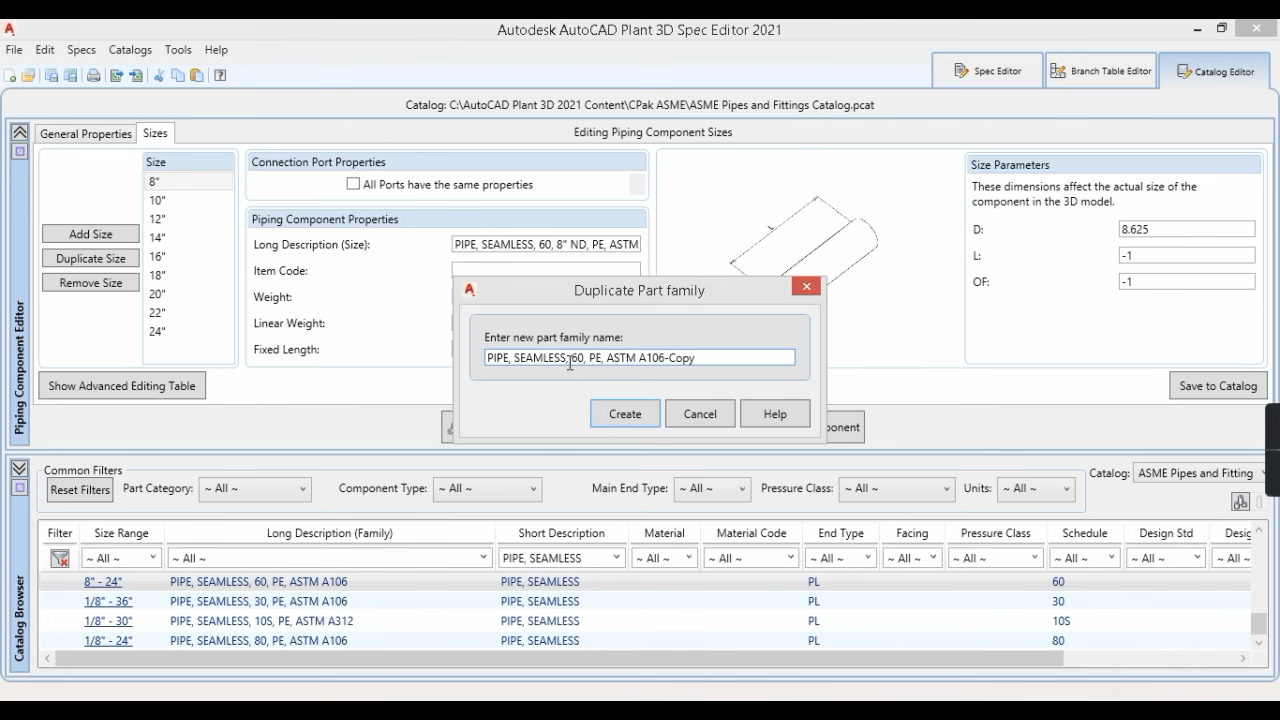 Autodesk AutoCAD Plant 3D Spec Editor 2021
File Edit Specs Catalogs Tools Help
Spec Editor
Branch Table Editor
Catalog Editor
Catalog: C:\AutoCAD Plant 3D 2021 Content\CPak ASME\ASME Pipes and Fittings Catalog.pcat
Piping Component Editor
General Properties Sizes
Editing Piping Component Sizes
Add Size
Duplicate Size
Remove Size
Size
8"
10"
12"
14"
16"
18"
20"
22"
24"
Connection Port Properties
All Ports have the same properties
Piping Component Properties
Long Description (Size): PIPE, SEAMLESS, 60, 8" ND, PE, ASTM
Item Code:
Weight:
Linear Weight:
Fixed Length:
Size Parameters
These dimensions affect the actual size of the
component in the 3D model.
D: 8.625
L: -1
OF: -1
Show Advanced Editing Table
Save to Catalog
ponent
Duplicate Part family
Enter new part family name:
PIPE, SEAMLESS, 60, PE, ASTM A106-Copy
Create Cancel Help
Catalog Browser
Common Filters
Reset Filters Part Category: ~ All ~ Component Type: ~ All ~ Main End Type: ~ All ~ Pressure Class: ~ All ~ Units: ~ All ~
Catalog: ASME Pipes and Fitting
Filter Size Range Long Description (Family) Short Description Material Material Code End Type Facing Pressure Class Schedule Design Std Desig
~ All ~ ~ All ~ PIPE, SEAMLESS ~ All ~ ~ All ~ ~ All ~ ~ All ~ ~ All ~ ~ All ~ ~ All ~ ~ All
8" - 24" PIPE, SEAMLESS, 60, PE, ASTM A106 PIPE, SEAMLESS PL 60
1/8" - 36" PIPE, SEAMLESS, 30, PE, ASTM A106 PIPE, SEAMLESS PL 30
1/8" - 30" PIPE, SEAMLESS, 10S, PE, ASTM A312 PIPE, SEAMLESS PL 10S
1/8" - 24" PIPE, SEAMLESS, 80, PE, ASTM A106 PIPE, SEAMLESS PL 80